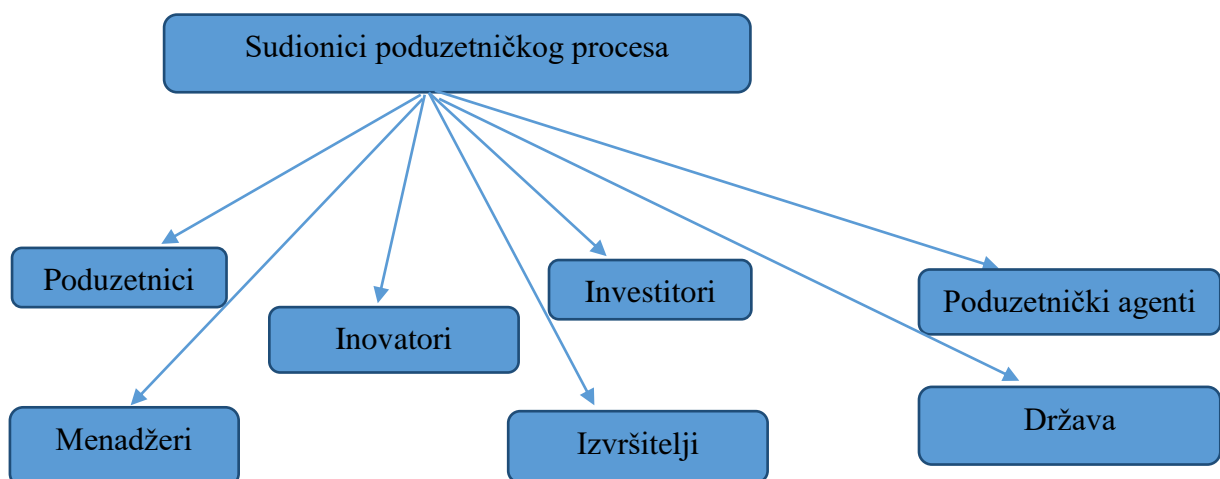 Sudionici poduzetničkog procesa
Poduzetnici
Investitori
Poduzetnički agenti
Inovatori
Menadžeri
Izvršitelji
Država